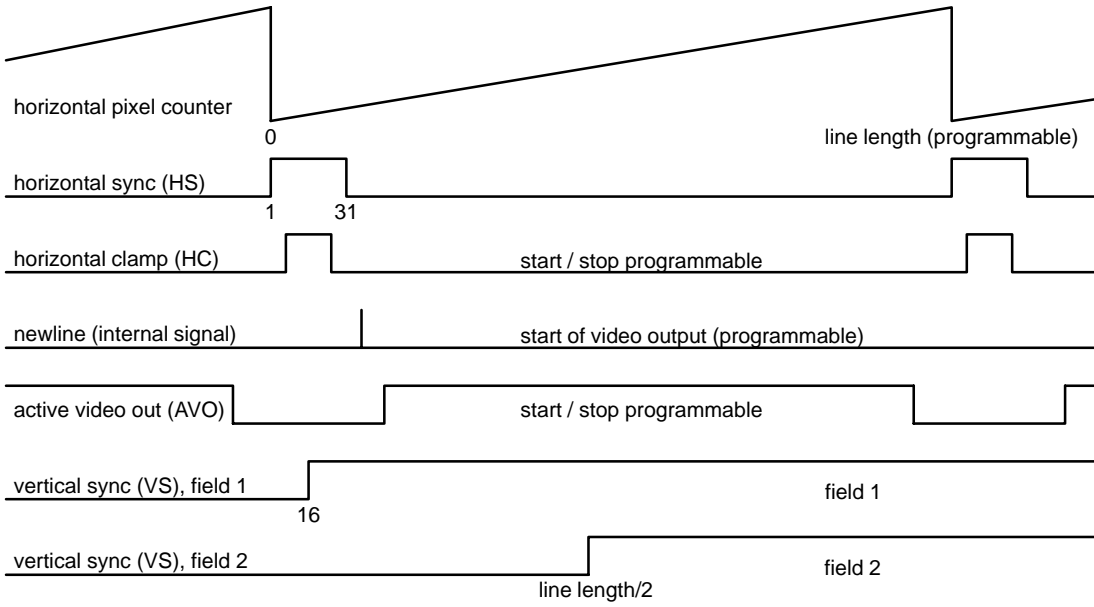 horizontal pixel counter
0
line length (programmable)
horizontal sync (HS)
1
31
horizontal clamp (HC)
start / stop programmable
newline (internal signal)
start of video output (programmable)
active video out (AVO)
start / stop programmable
vertical sync (VS), field 1
field 1
16
vertical sync (VS), field 2
field 2
line length/2